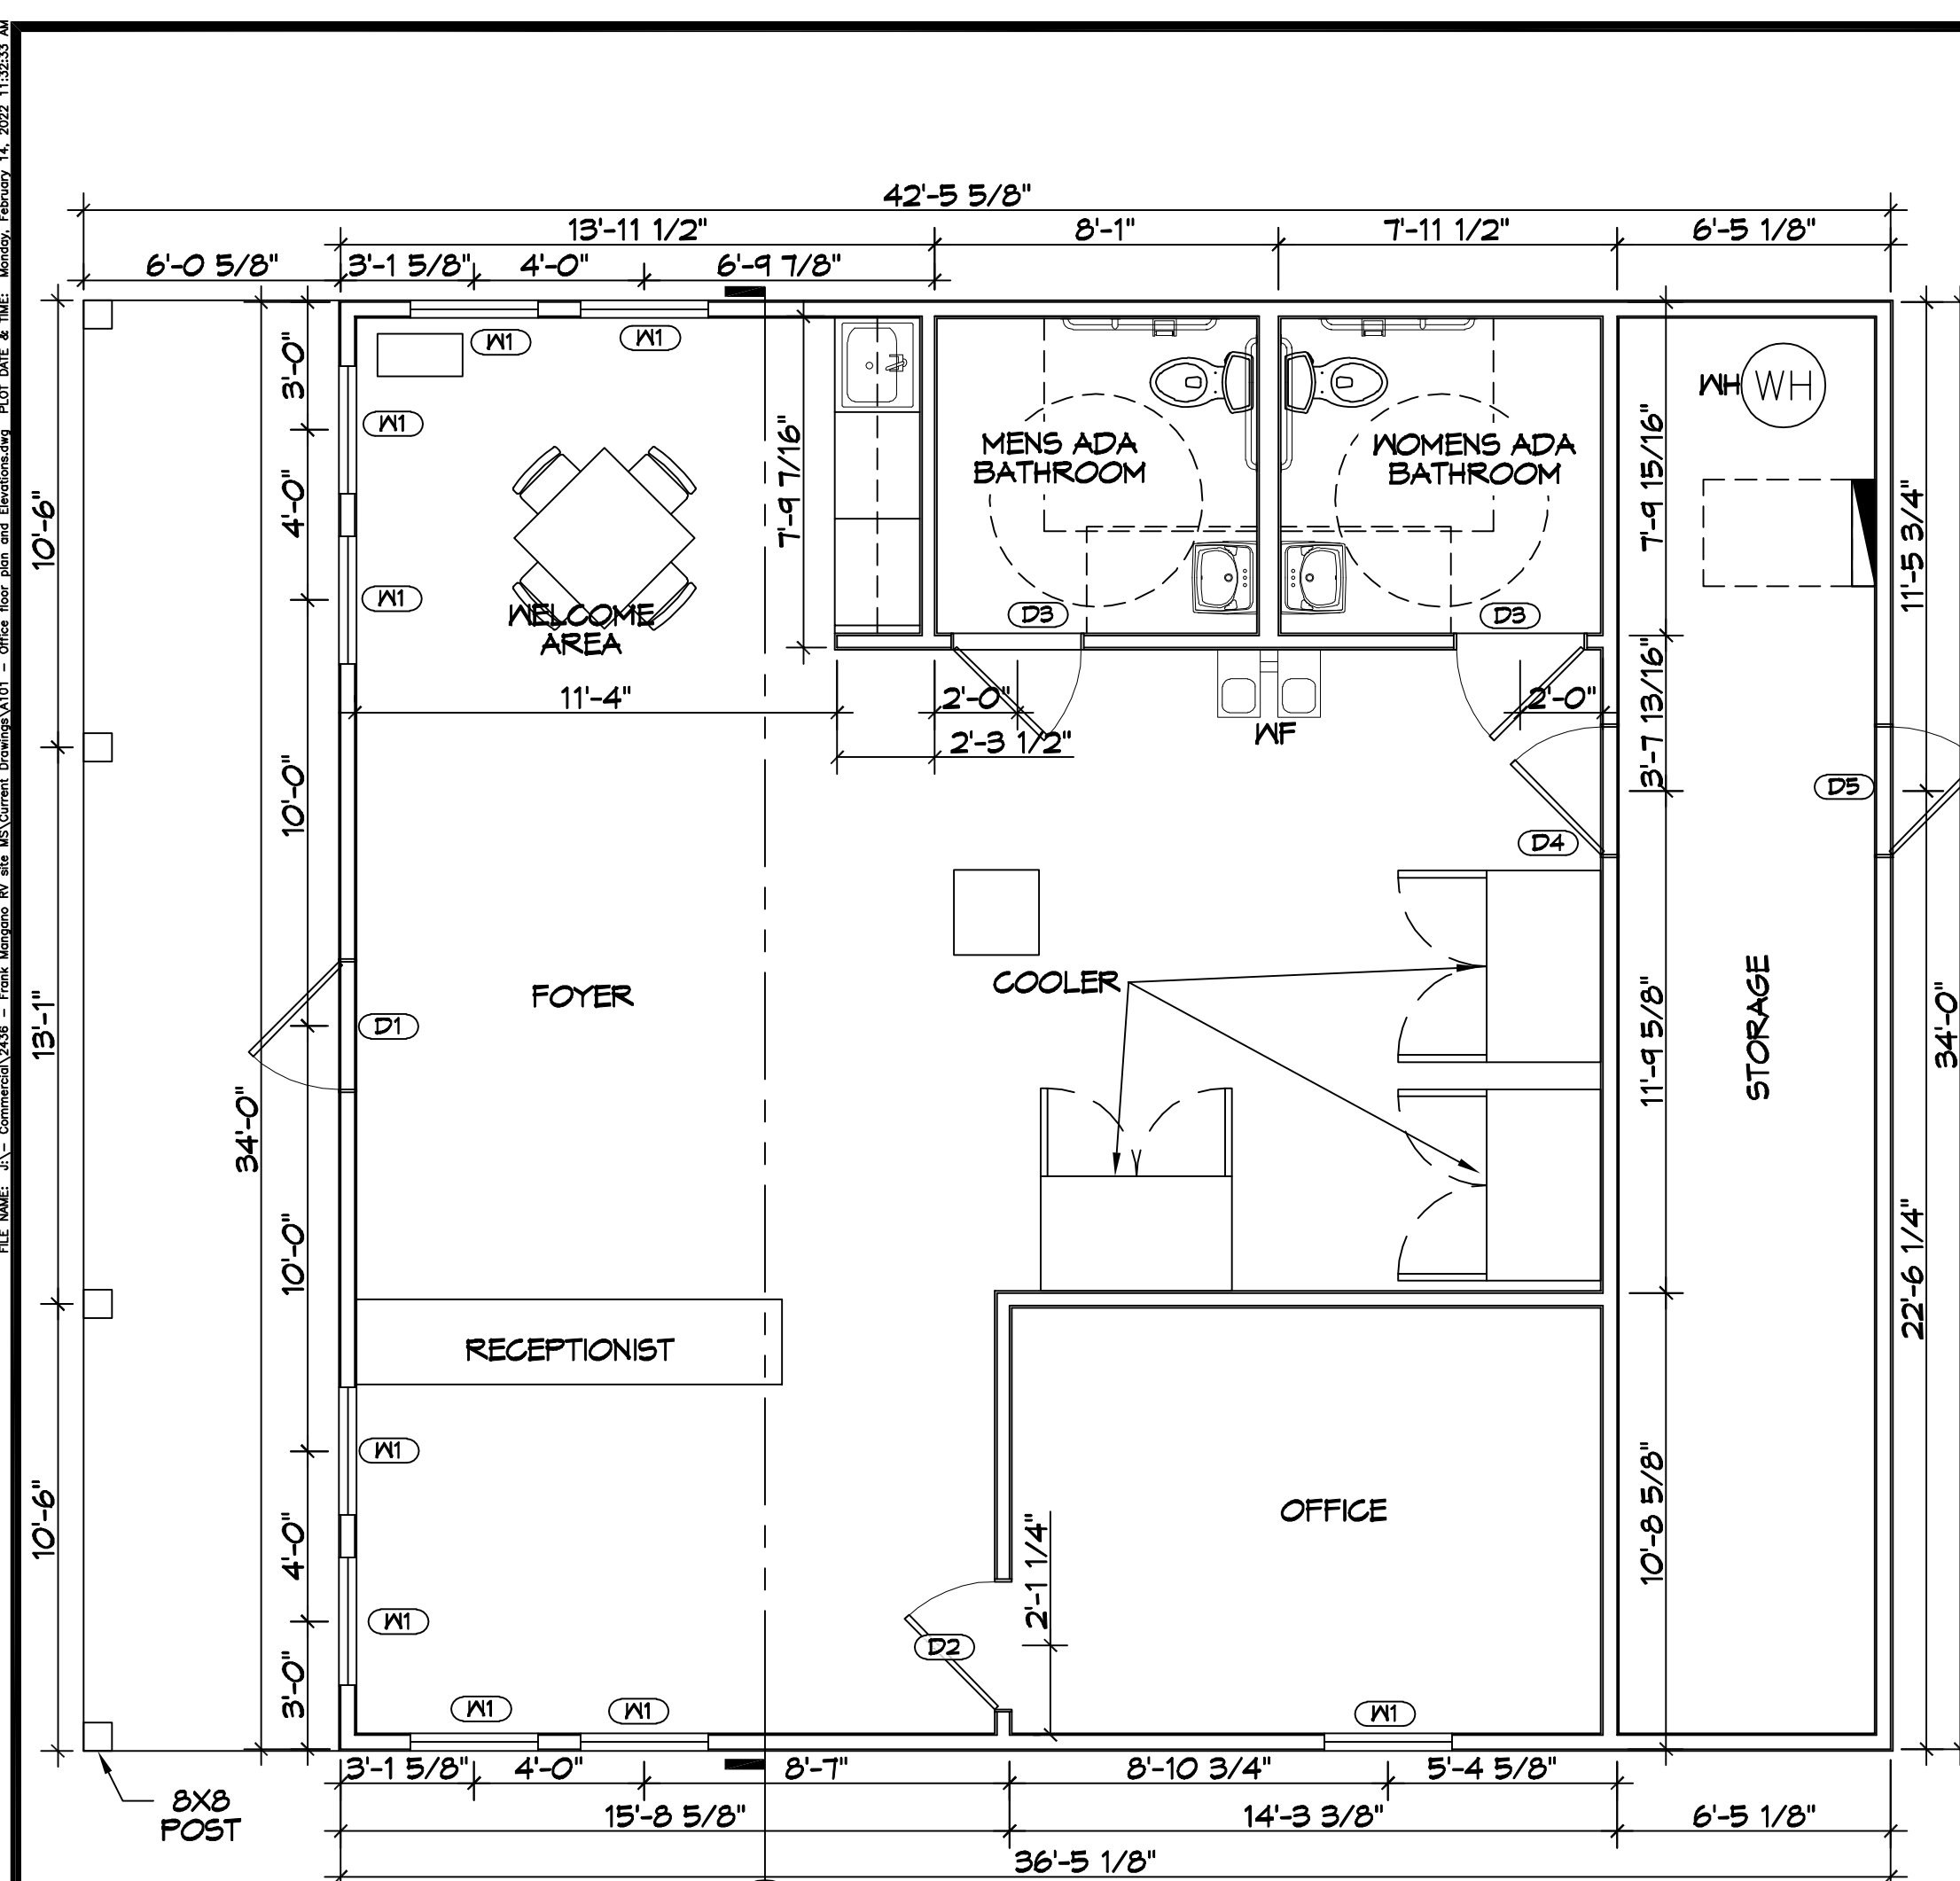 FILE NAME: J:\- Commercial\2436 - Frank Mangano RV site MS\Current Drawings\A101 - Office floor plan and Elevations.dwg PLOT DATE & TIME: Monday, February 14, 2022 11:32:33 AM
42'-5 5/8"
13'-11 1/2"
8'-1"
7'-11 1/2"
6'-5 1/8"
6'-0 5/8"
3'-1 5/8"
4'-0"
6'-9 7/8"
W1
W1
3'-0"
W1
WH
WH
7'-9 7/16"
MENS ADA
BATHROOM
WOMENS ADA
BATHROOM
7'-9 15/16"
10'-6"
4'-0"
11'-5 3/4"
W1
WELCOME
AREA
D3
D3
11'-4"
2'-0"
2'-0"
3'-7 13/16"
2'-3 1/2"
WF
10'-0"
D5
D4
FOYER
COOLER
D1
13'-1"
34'-0"
11'-9 5/8"
STORAGE
34'-0"
10'-0"
22'-6 1/4"
RECEPTIONIST
W1
10'-6"
4'-0"
OFFICE
10'-8 5/8"
2'-1 1/4"
W1
D2
3'-0"
W1
W1
W1
3'-1 5/8"
4'-0"
8'-7"
8'-10 3/4"
5'-4 5/8"
8X8
POST
15'-8 5/8"
14'-3 3/8"
6'-5 1/8"
36'-5 1/8"